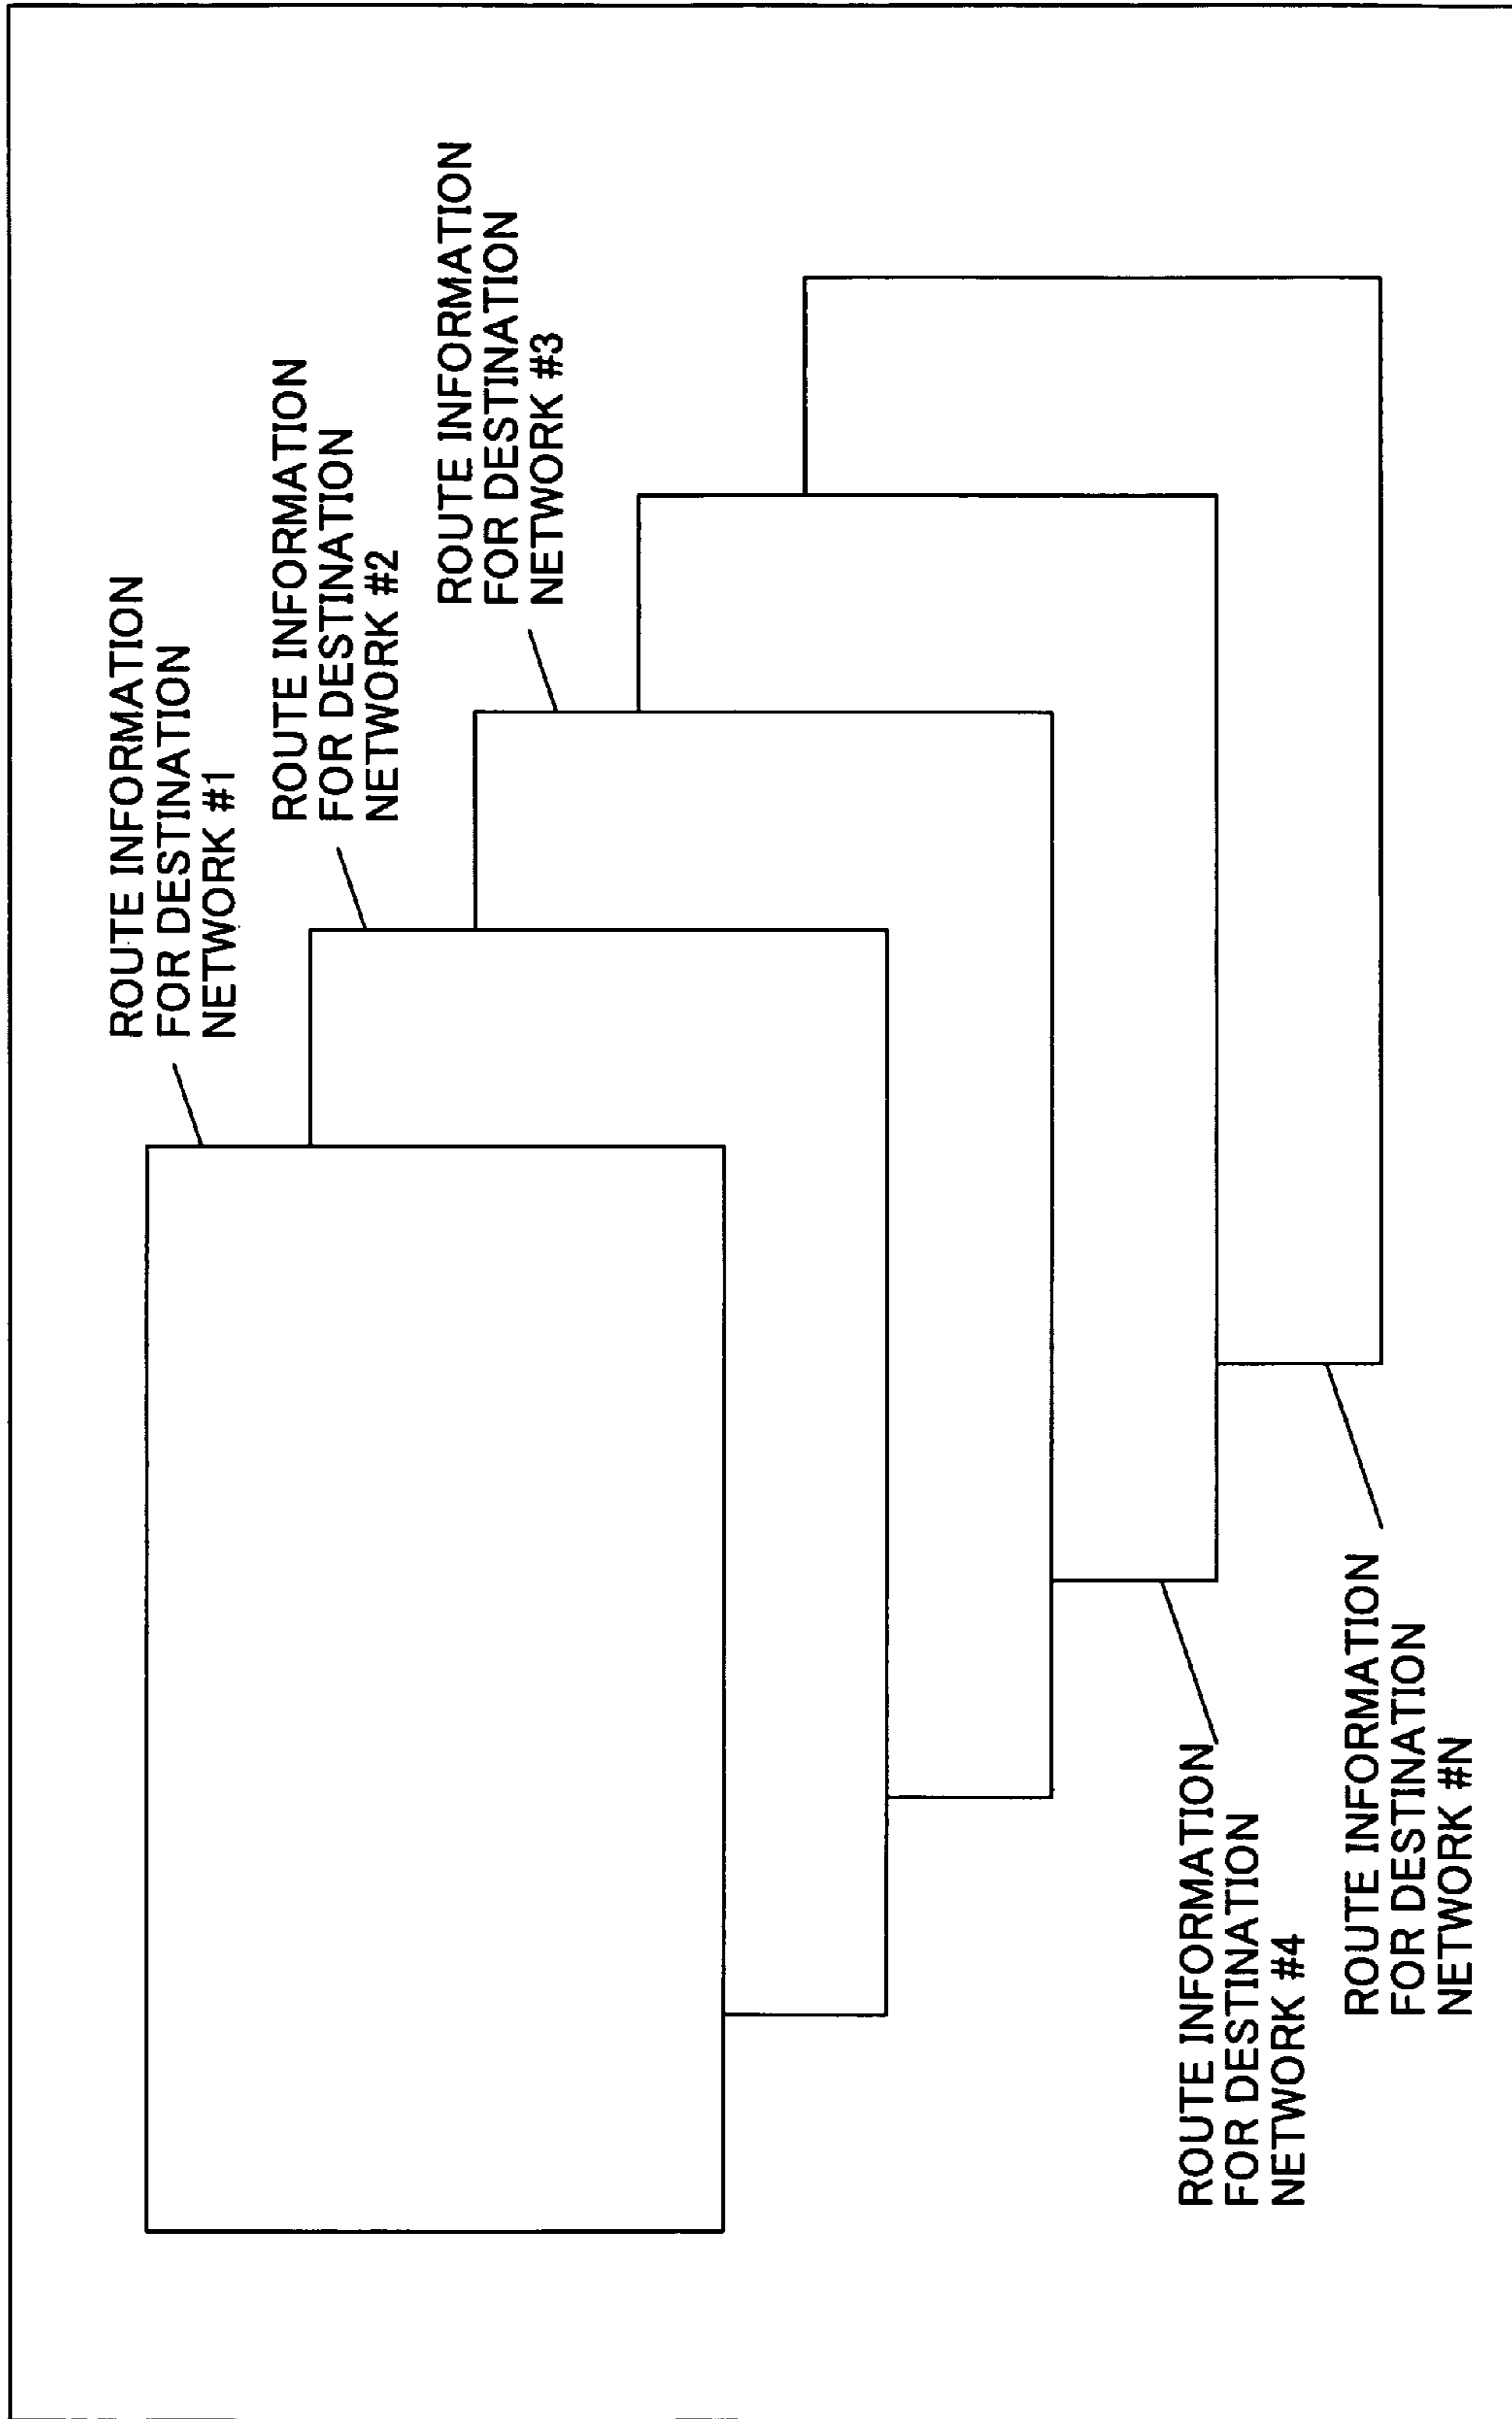 ROUTE INFORMATION
FOR DESTINATION
NETWORK #1
ROUTE INFORMATION
FOR DESTINATION
NETWORK #2
ROUTE INFORMATION
FOR DESTINATION
NETWORK #3
ROUTE INFORMATION
FOR DESTINATION
NETWORK #4
ROUTE INFORMATION
FOR DESTINATION
NETWORK #N